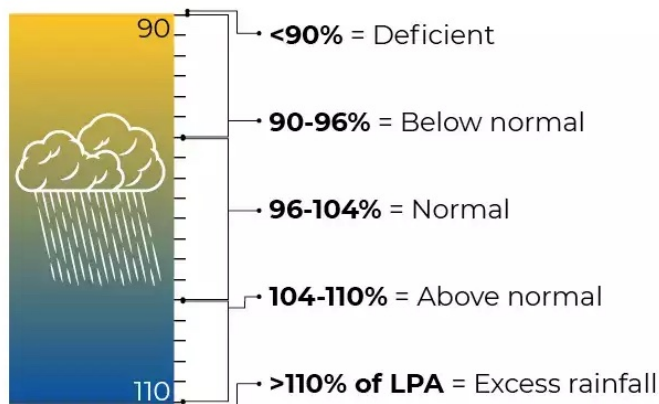 90
<90% = Deficient
90-96% = Below normal
96-104% = Normal
104-110% = Above normal
110
>110% of LPA = Excess rainfall